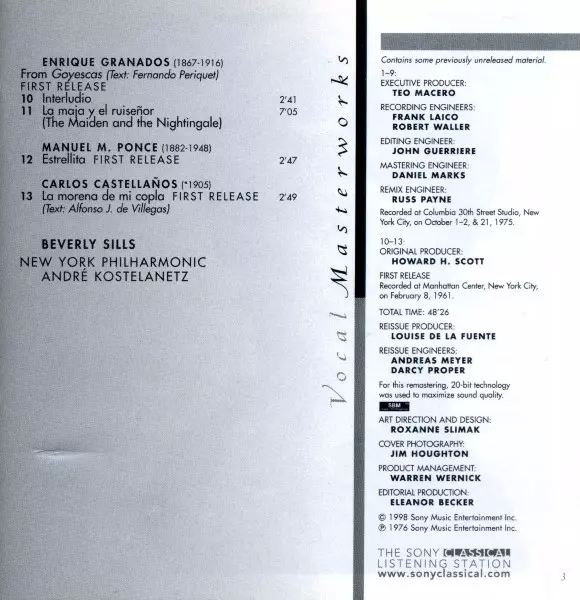 ENRIQUE GRANADOS (1867-1916)
From Goyescas (Text: Fernando Periquet)
FIRST RELEASE
10 Interludio 2'41
11 La maja y el ruiseñor 7'05
(The Maiden and the Nightingale)
MANUEL M. PONCE (1882-1948)
12 Estrellita FIRST RELEASE 2'47
CARLOS CASTELLAÑOS (*1905)
13 La morena de mi copla FIRST RELEASE 2'49
(Text: Alfonso J. de Villegas)
BEVERLY SILLS
NEW YORK PHILHARMONIC
ANDRÉ KOSTELANETZ
Vocal Masterworks
Contains some previously unreleased material.
1–9:
EXECUTIVE PRODUCER:
TEO MACERO
RECORDING ENGINEERS:
FRANK LAICO
ROBERT WALLER
EDITING ENGINEER:
JOHN GUERRIERE
MASTERING ENGINEER:
DANIEL MARKS
REMIX ENGINEER:
RUSS PAYNE
Recorded at Columbia 30th Street Studio, New
York City, on October 1–2, & 21, 1975.
10–13:
ORIGINAL PRODUCER:
HOWARD H. SCOTT
FIRST RELEASE
Recorded at Manhattan Center, New York City,
on February 8, 1961.
TOTAL TIME: 48'26
REISSUE PRODUCER:
LOUISE DE LA FUENTE
REISSUE ENGINEERS:
ANDREAS MEYER
DARCY PROPER
For this remastering, 20-bit technology
was used to maximize sound quality.
SBM
ART DIRECTION AND DESIGN:
ROXANNE SLIMAK
COVER PHOTOGRAPHY:
JIM HOUGHTON
PRODUCT MANAGEMENT:
WARREN WERNICK
EDITORIAL PRODUCTION:
ELEANOR BECKER
© 1998 Sony Music Entertainment Inc.
℗ 1976 Sony Music Entertainment Inc.
THE SONY CLASSICAL
LISTENING STATION
www.sonyclassical.com
3